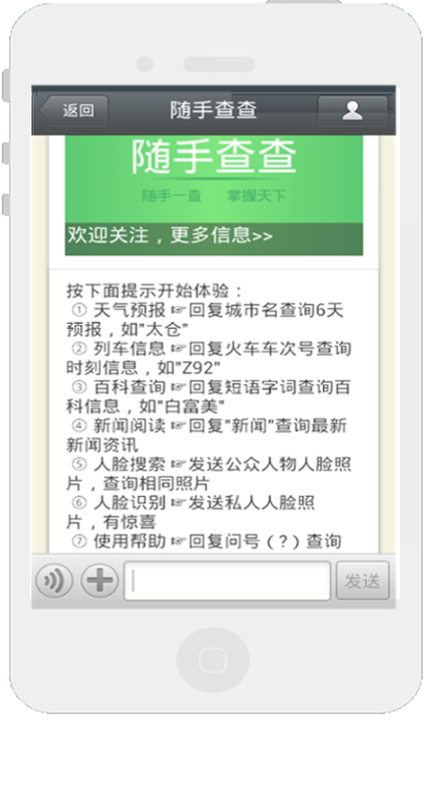 返回
随手查查
随手查查
随手一查 掌握天下
欢迎关注，更多信息>>
按下面提示开始体验：
① 天气预报☞回复城市名查询6天
预报，如"太仓"
② 列车信息☞回复火车车次号查询
时刻信息，如"Z92"
③ 百科查询☞回复短语字词查询百
科信息，如"白富美"
④ 新闻阅读☞回复"新闻"查询最新
新闻资讯
⑤ 人脸搜索☞发送公众人物人脸照
片，查询相同照片
⑥ 人脸识别☞发送私人人脸照
片，有惊喜
⑦ 使用帮助☞回复问号(?)查询
发送